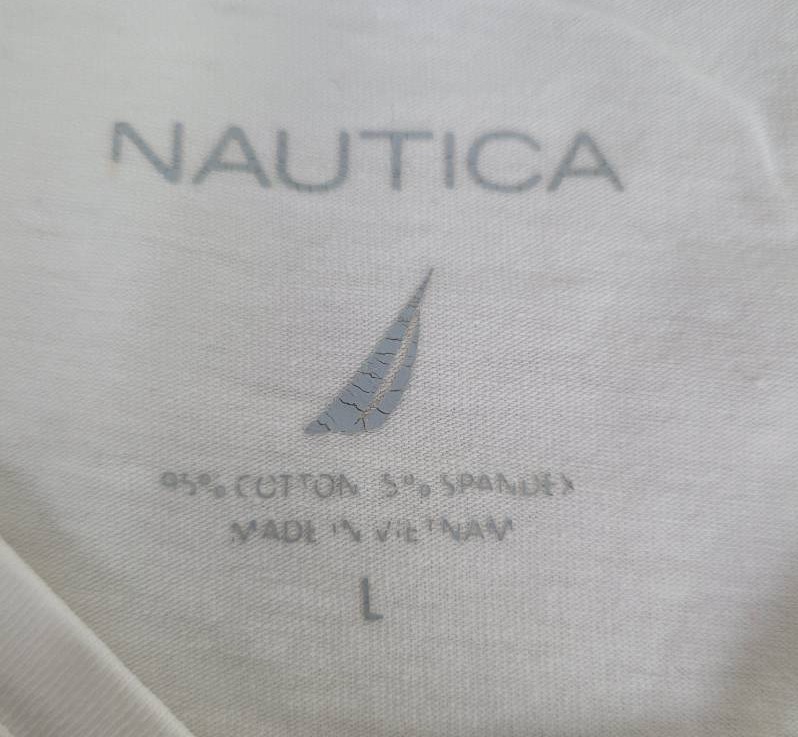 NAUTICA
95% COTTON 5% SPANDEX
MADE IN VIETNAM
L